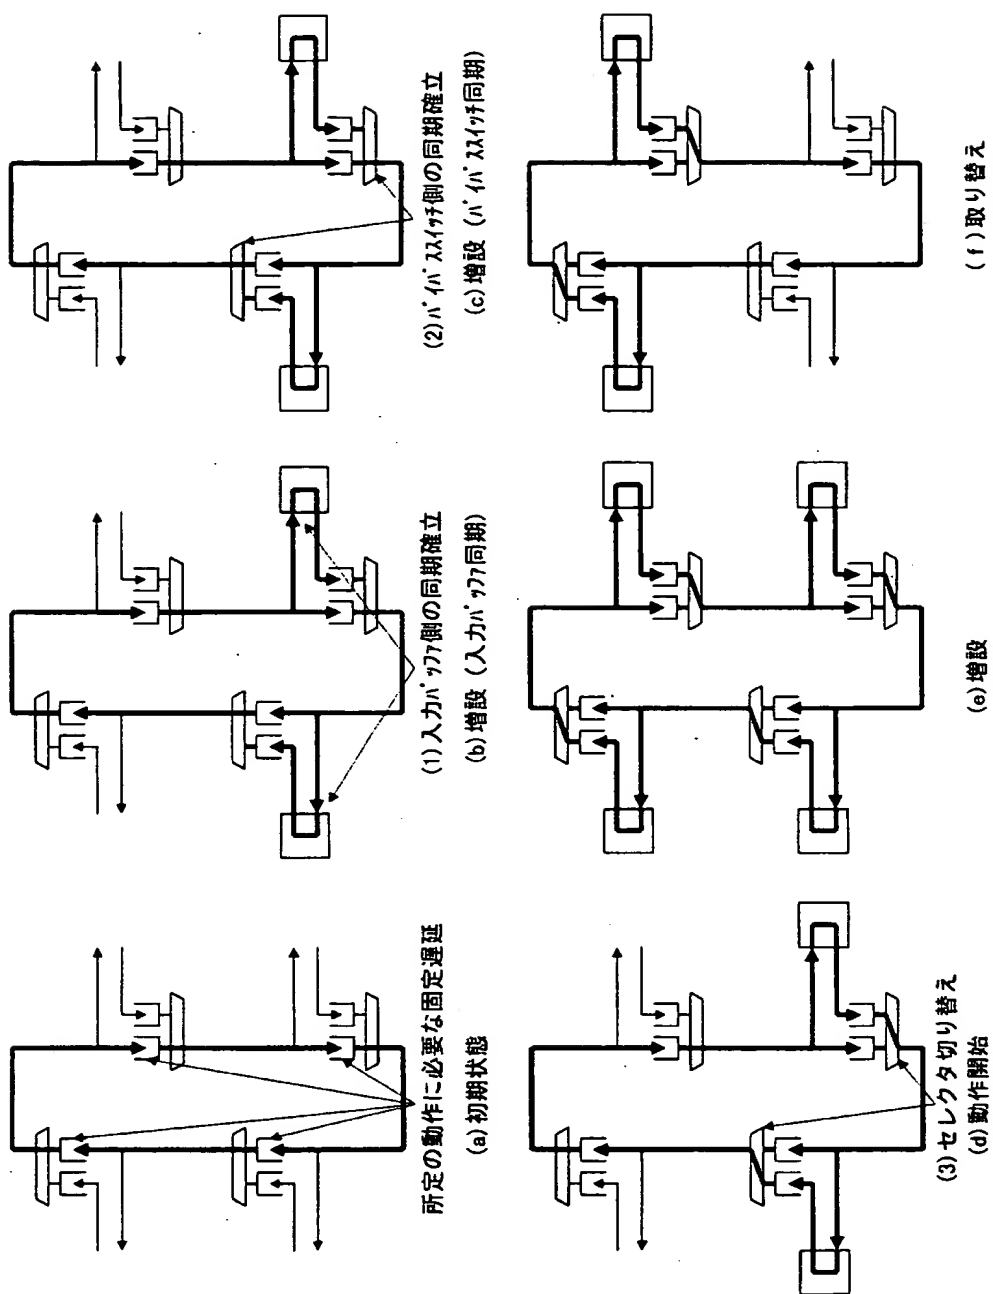 所定の動作に必要な固定遅延
(a)初期状態
(1)入力バッファ側の同期確立
(b)増設(入力バッファ同期)
(2)バイパススイッチ側の同期確立
(c)増設(バイパススイッチ同期)
(3)セレクタ切り替え
(d)動作開始
(e)増設
(f)取り替え